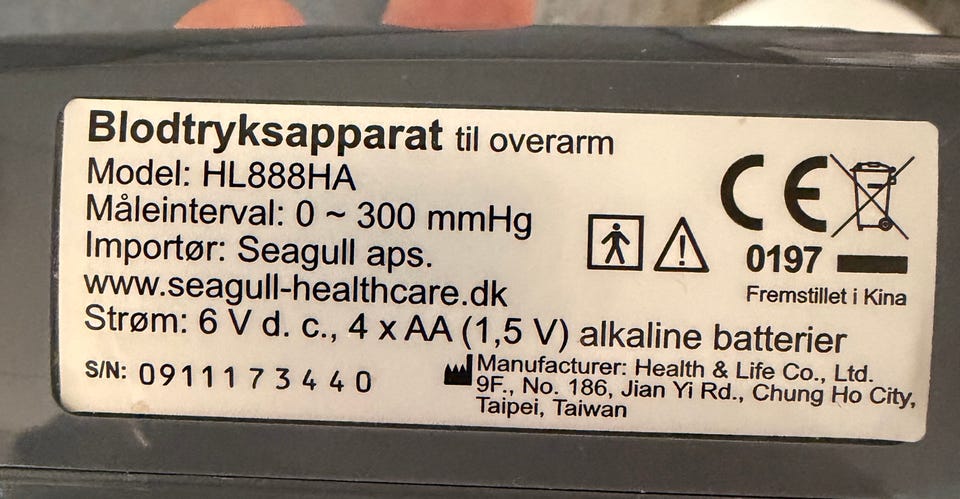 Blodtryksapparat til overarm
Model: HL888HA
Måleinterval: 0 ~ 300 mmHg
Importør: Seagull aps.
www.seagull-healthcare.dk
Strøm: 6 V d. c., 4 x AA (1,5 V) alkaline batterier
S/N: 0911173440
CE
0197
Fremstillet i Kina
Manufacturer: Health & Life Co., Ltd.
9F., No. 186, Jian Yi Rd., Chung Ho City,
Taipei, Taiwan